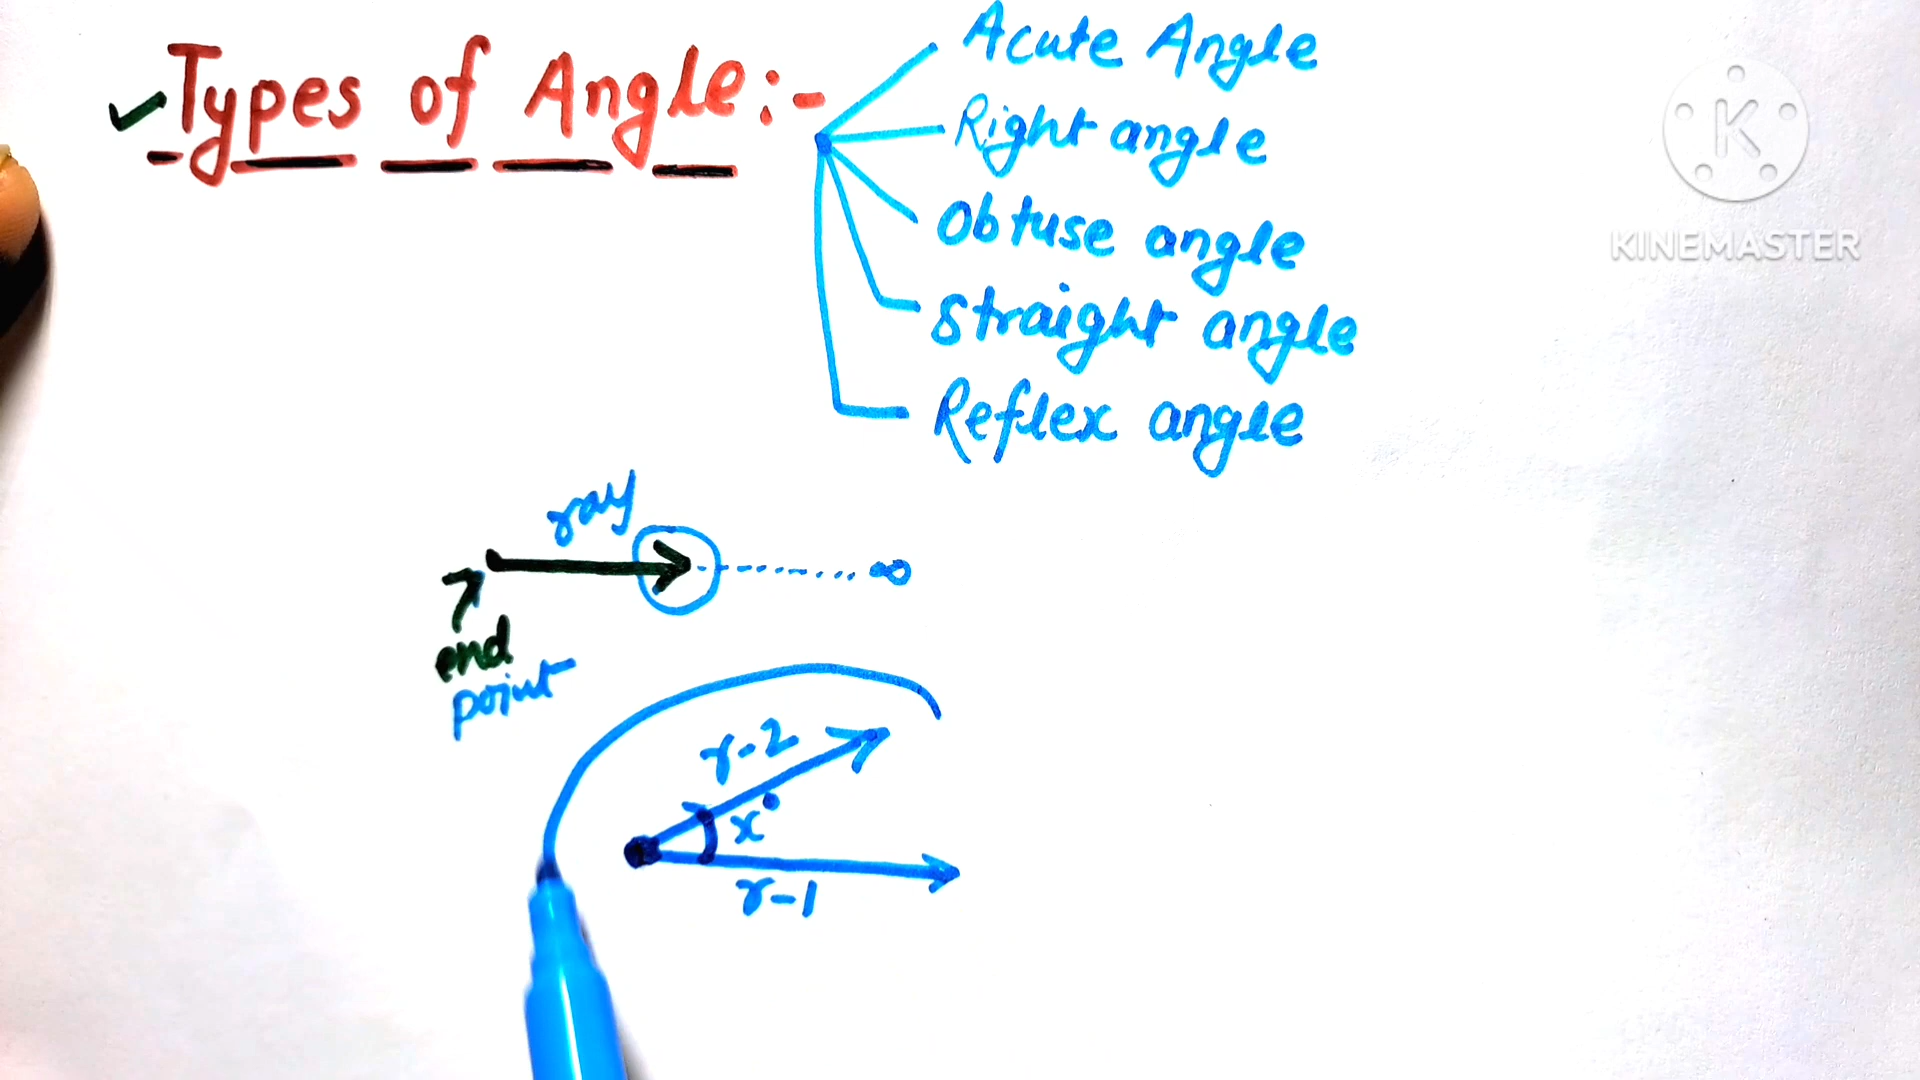 Types of Angle:-
Acute Angle
Right angle
Obtuse angle
Straight angle
Reflex angle
K
KINEMASTER
ray
∞
end
point
r-2
x°
r-1